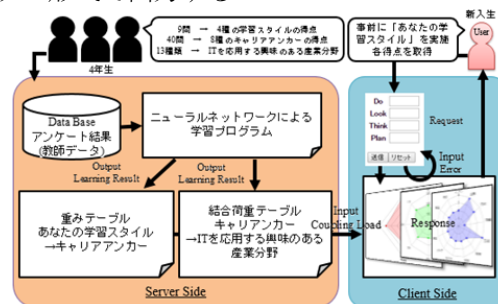 9問 → 4種の学習スタイルの得点
40問 → 8種のキャリアアンカーの得点
13種類 → ITを応用する興味のある産業分野
4年生
事前に「あなたの学
習スタイル」を実施
各得点を取得
新入生
User
Data Base
アンケート結果
(教師データ)
ニューラルネットワークによる
学習プログラム
Do
Look
Think
Plan
送信 リセット
Request
Input
Error
Output
Learning Result
Output
Learning Result
重みテーブル
あなたの学習スタイル
→キャリアアンカー
結合荷重テーブル
キャリアアンカー
→ITを応用する興味のある
産業分野
Input
Coupling Load
Response
Server Side
Client Side